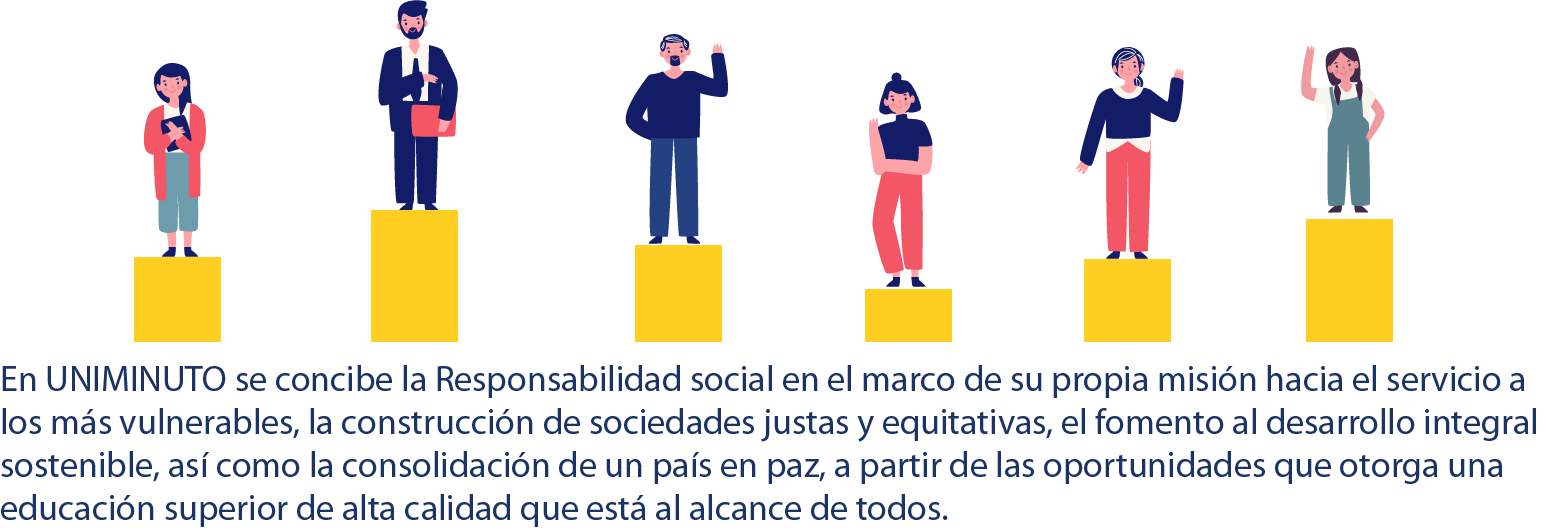 En UNIMINUTO se concibe la Responsabilidad social en el marco de su propia misión hacia el servicio a
los más vulnerables, la construcción de sociedades justas y equitativas, el fomento al desarrollo integral
sostenible, así como la consolidación de un país en paz, a partir de las oportunidades que otorga una
educación superior de alta calidad que está al alcance de todos.